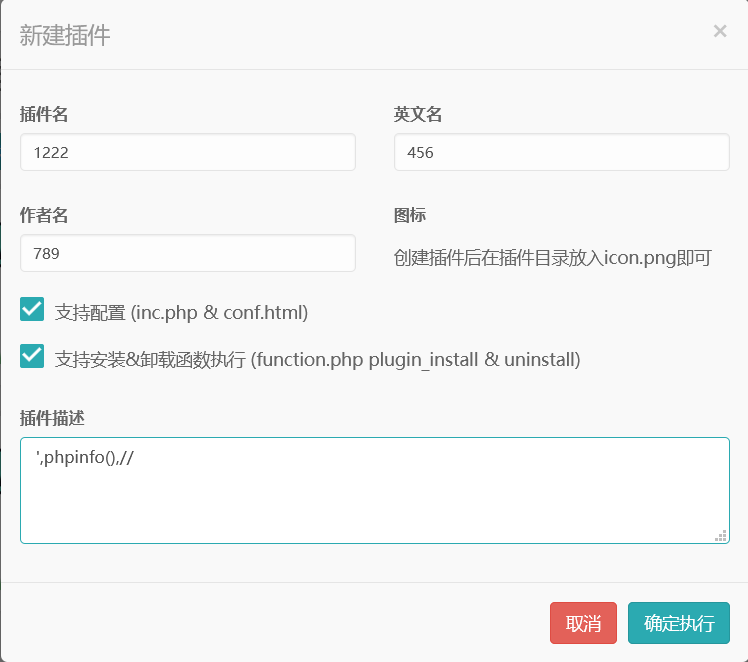 新建插件
×
插件名
英文名
1222
456
作者名
图标
789
创建插件后在插件目录放入icon.png即可
支持配置 (inc.php & conf.html)
支持安装&卸载函数执行 (function.php plugin_install & uninstall)
插件描述
',phpinfo(),//
取消
确定执行